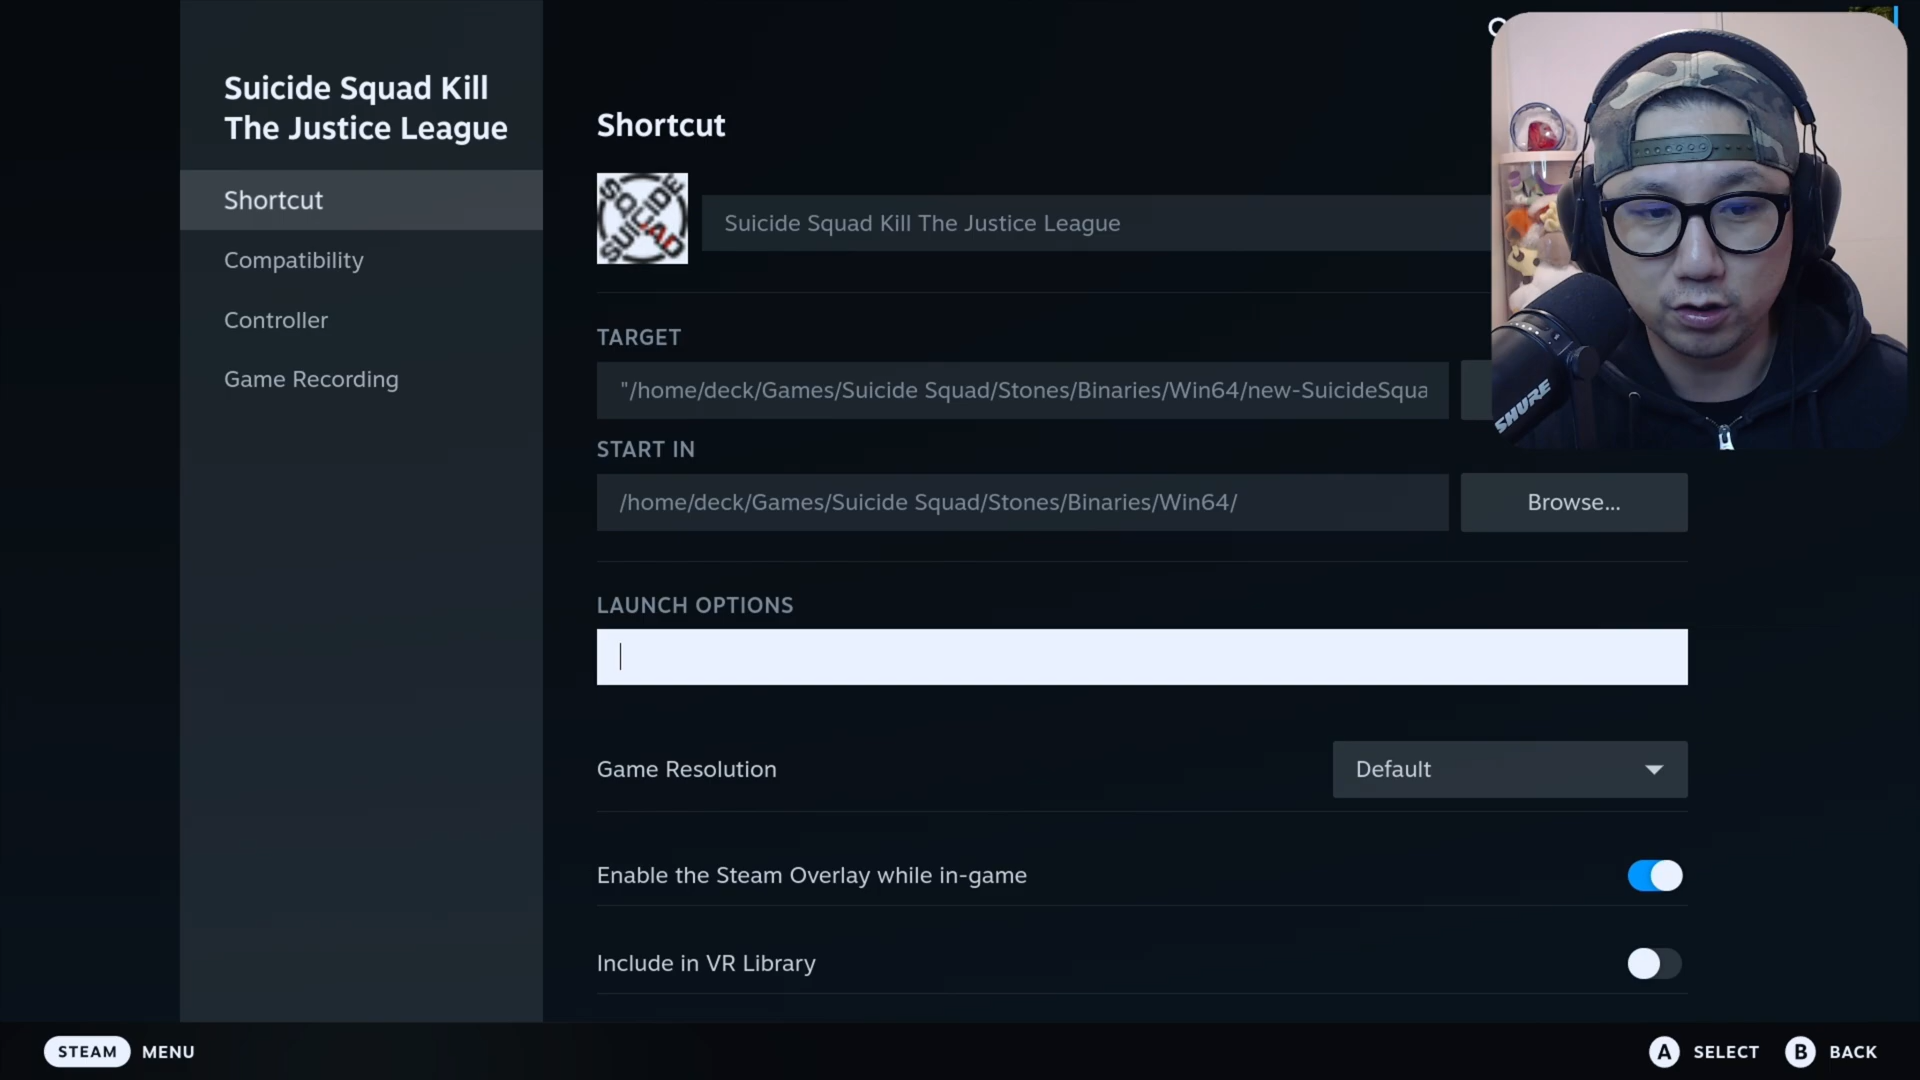 Suicide Squad Kill
The Justice League
Shortcut
Compatibility
Controller
Game Recording
Shortcut
SUICIDE SQUAD
Suicide Squad Kill The Justice League
TARGET
"/home/deck/Games/Suicide Squad/Stones/Binaries/Win64/new-SuicideSqua
START IN
/home/deck/Games/Suicide Squad/Stones/Binaries/Win64/
Browse...
LAUNCH OPTIONS
Game Resolution
Default
Enable the Steam Overlay while in-game
Include in VR Library
SHURE
STEAM MENU
A SELECT B BACK